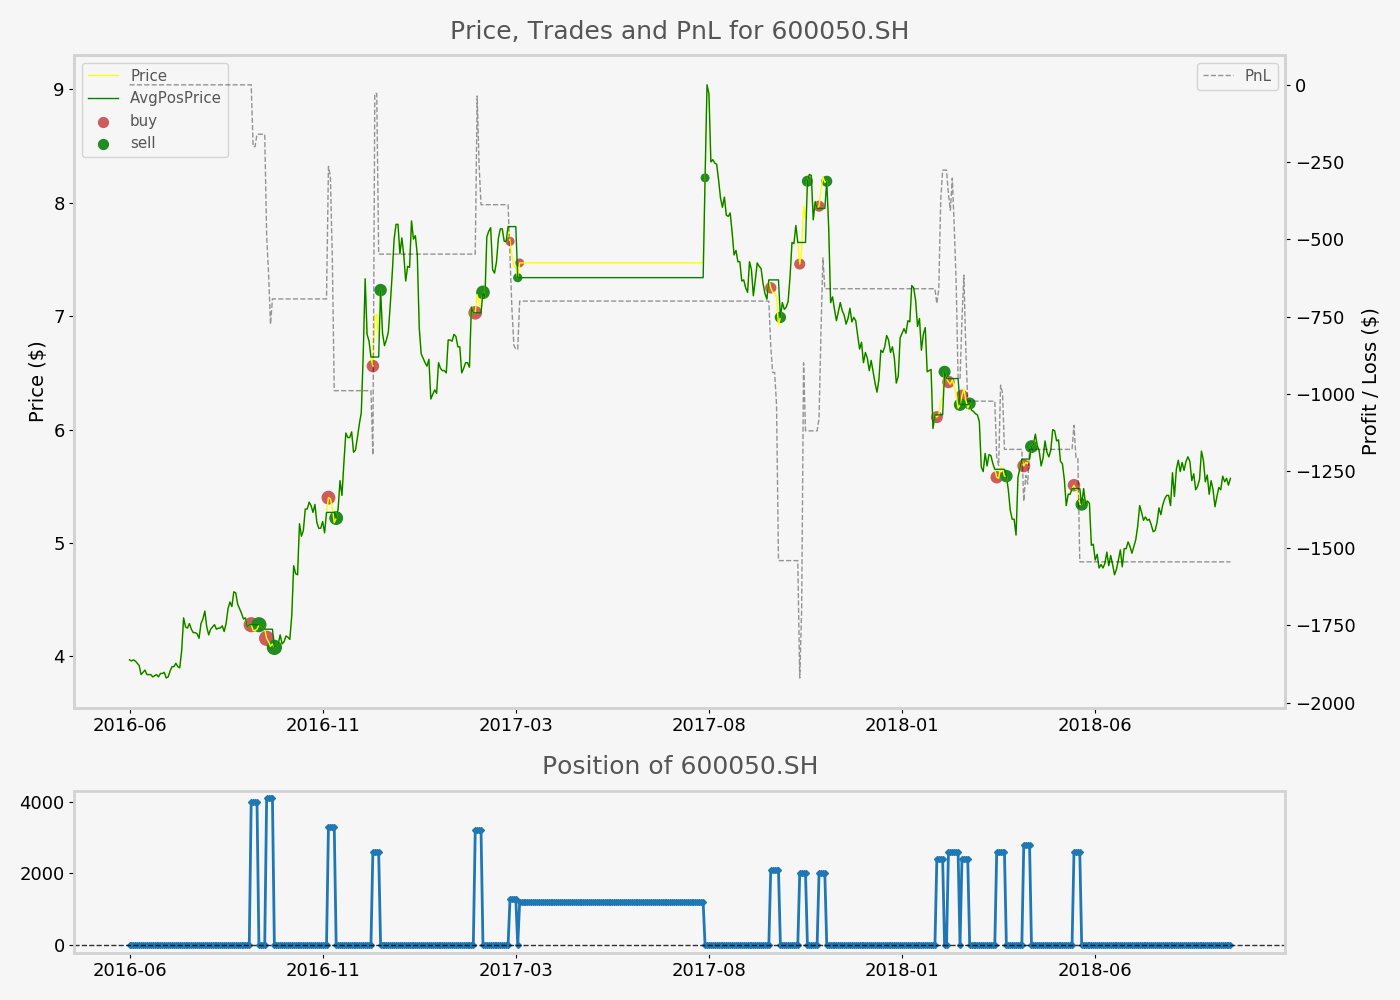 Price, Trades and PnL for 600050.SH
Price
AvgPosPrice
buy
sell
PnL
9
8
7
6
5
4
Price ($)
0
−250
−500
−750
−1000
−1250
−1500
−1750
−2000
Profit / Loss ($)
2016-06 2016-11 2017-03 2017-08 2018-01 2018-06
Position of 600050.SH
4000
2000
0
2016-06 2016-11 2017-03 2017-08 2018-01 2018-06